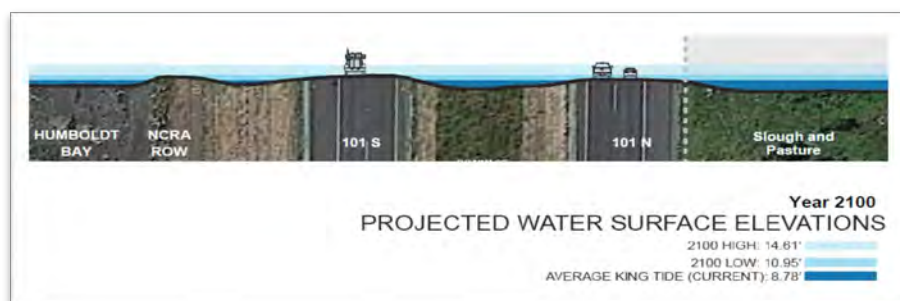 HUMBOLDT
BAY
NCRA
ROW
101 S
101 N
Slough and
Pasture
Year 2100
PROJECTED WATER SURFACE ELEVATIONS
2100 HIGH: 14.61'
2100 LOW: 10.95'
AVERAGE KING TIDE (CURRENT): 8.78'